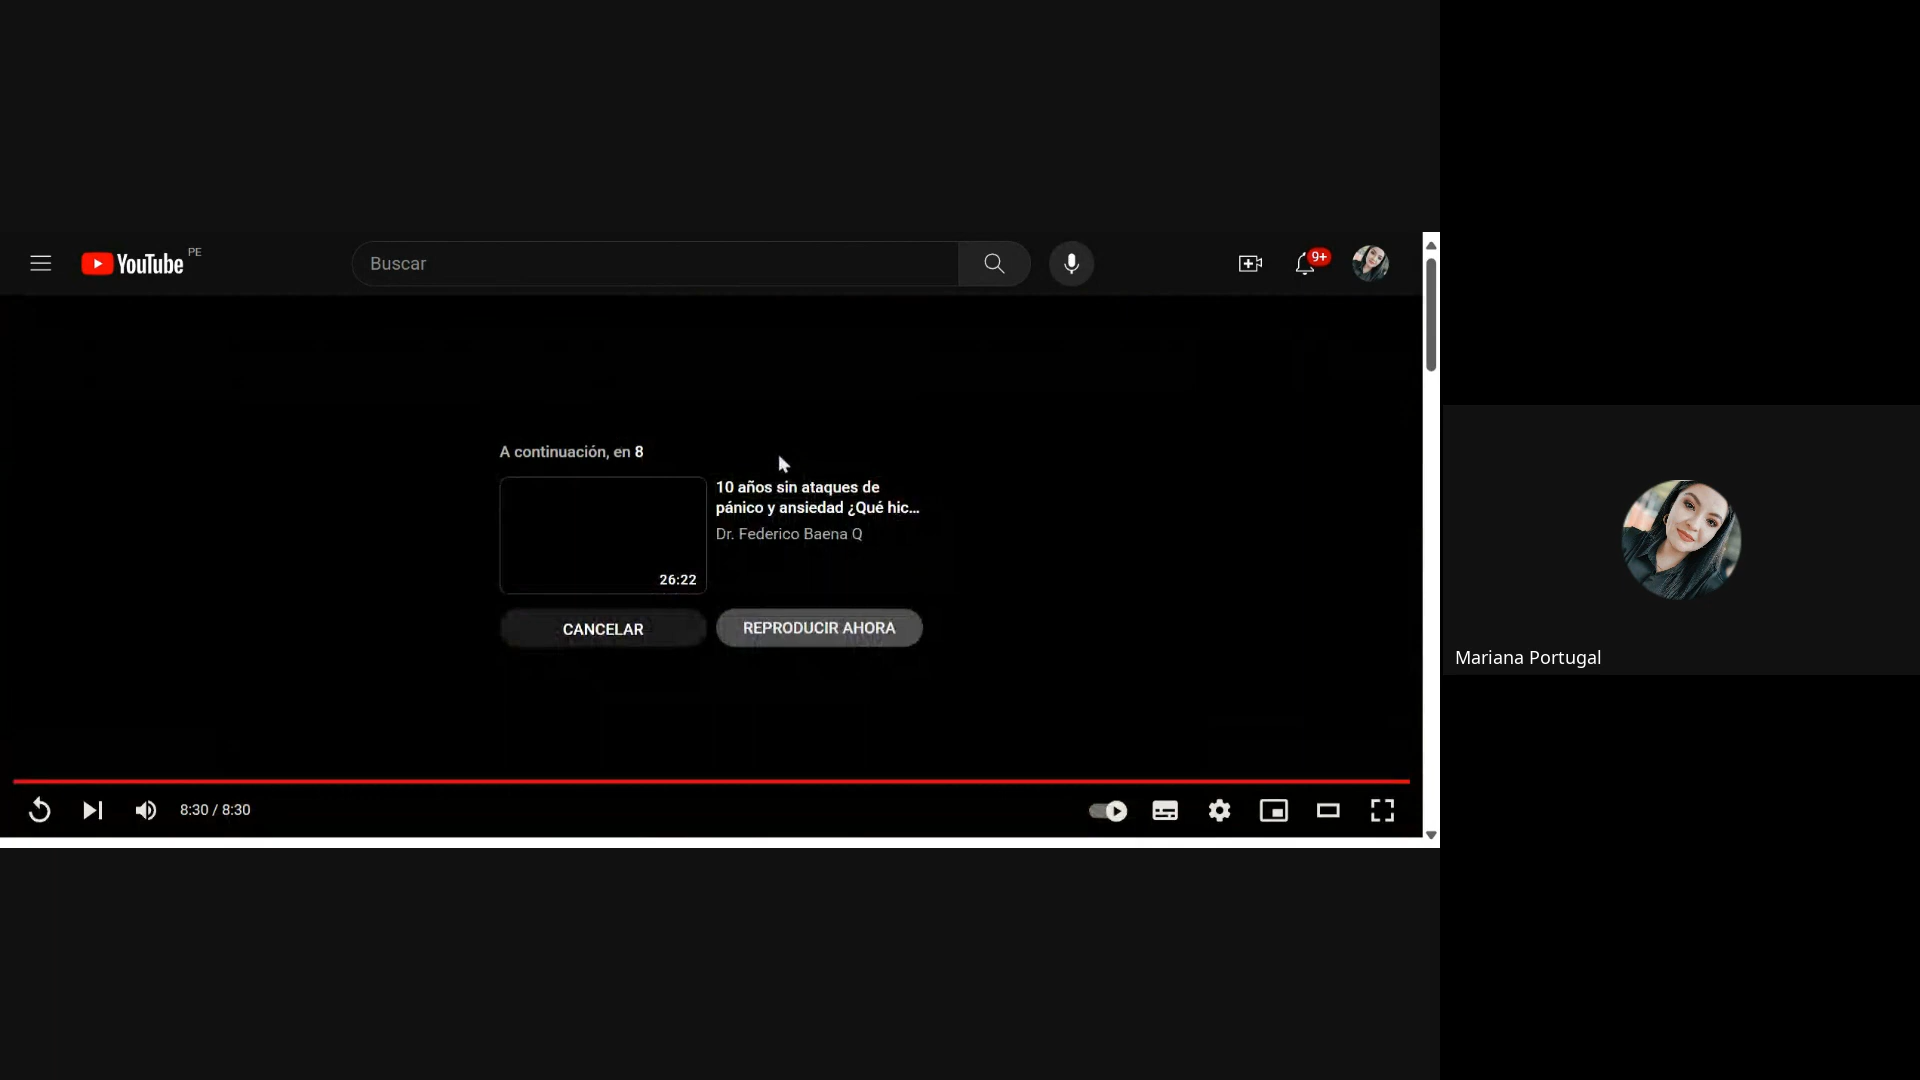 YouTube PE
Buscar
9+
A continuación, en 8
10 años sin ataques de
pánico y ansiedad ¿Qué hic...
Dr. Federico Baena Q
26:22
CANCELAR
REPRODUCIR AHORA
8:30 / 8:30
Mariana Portugal